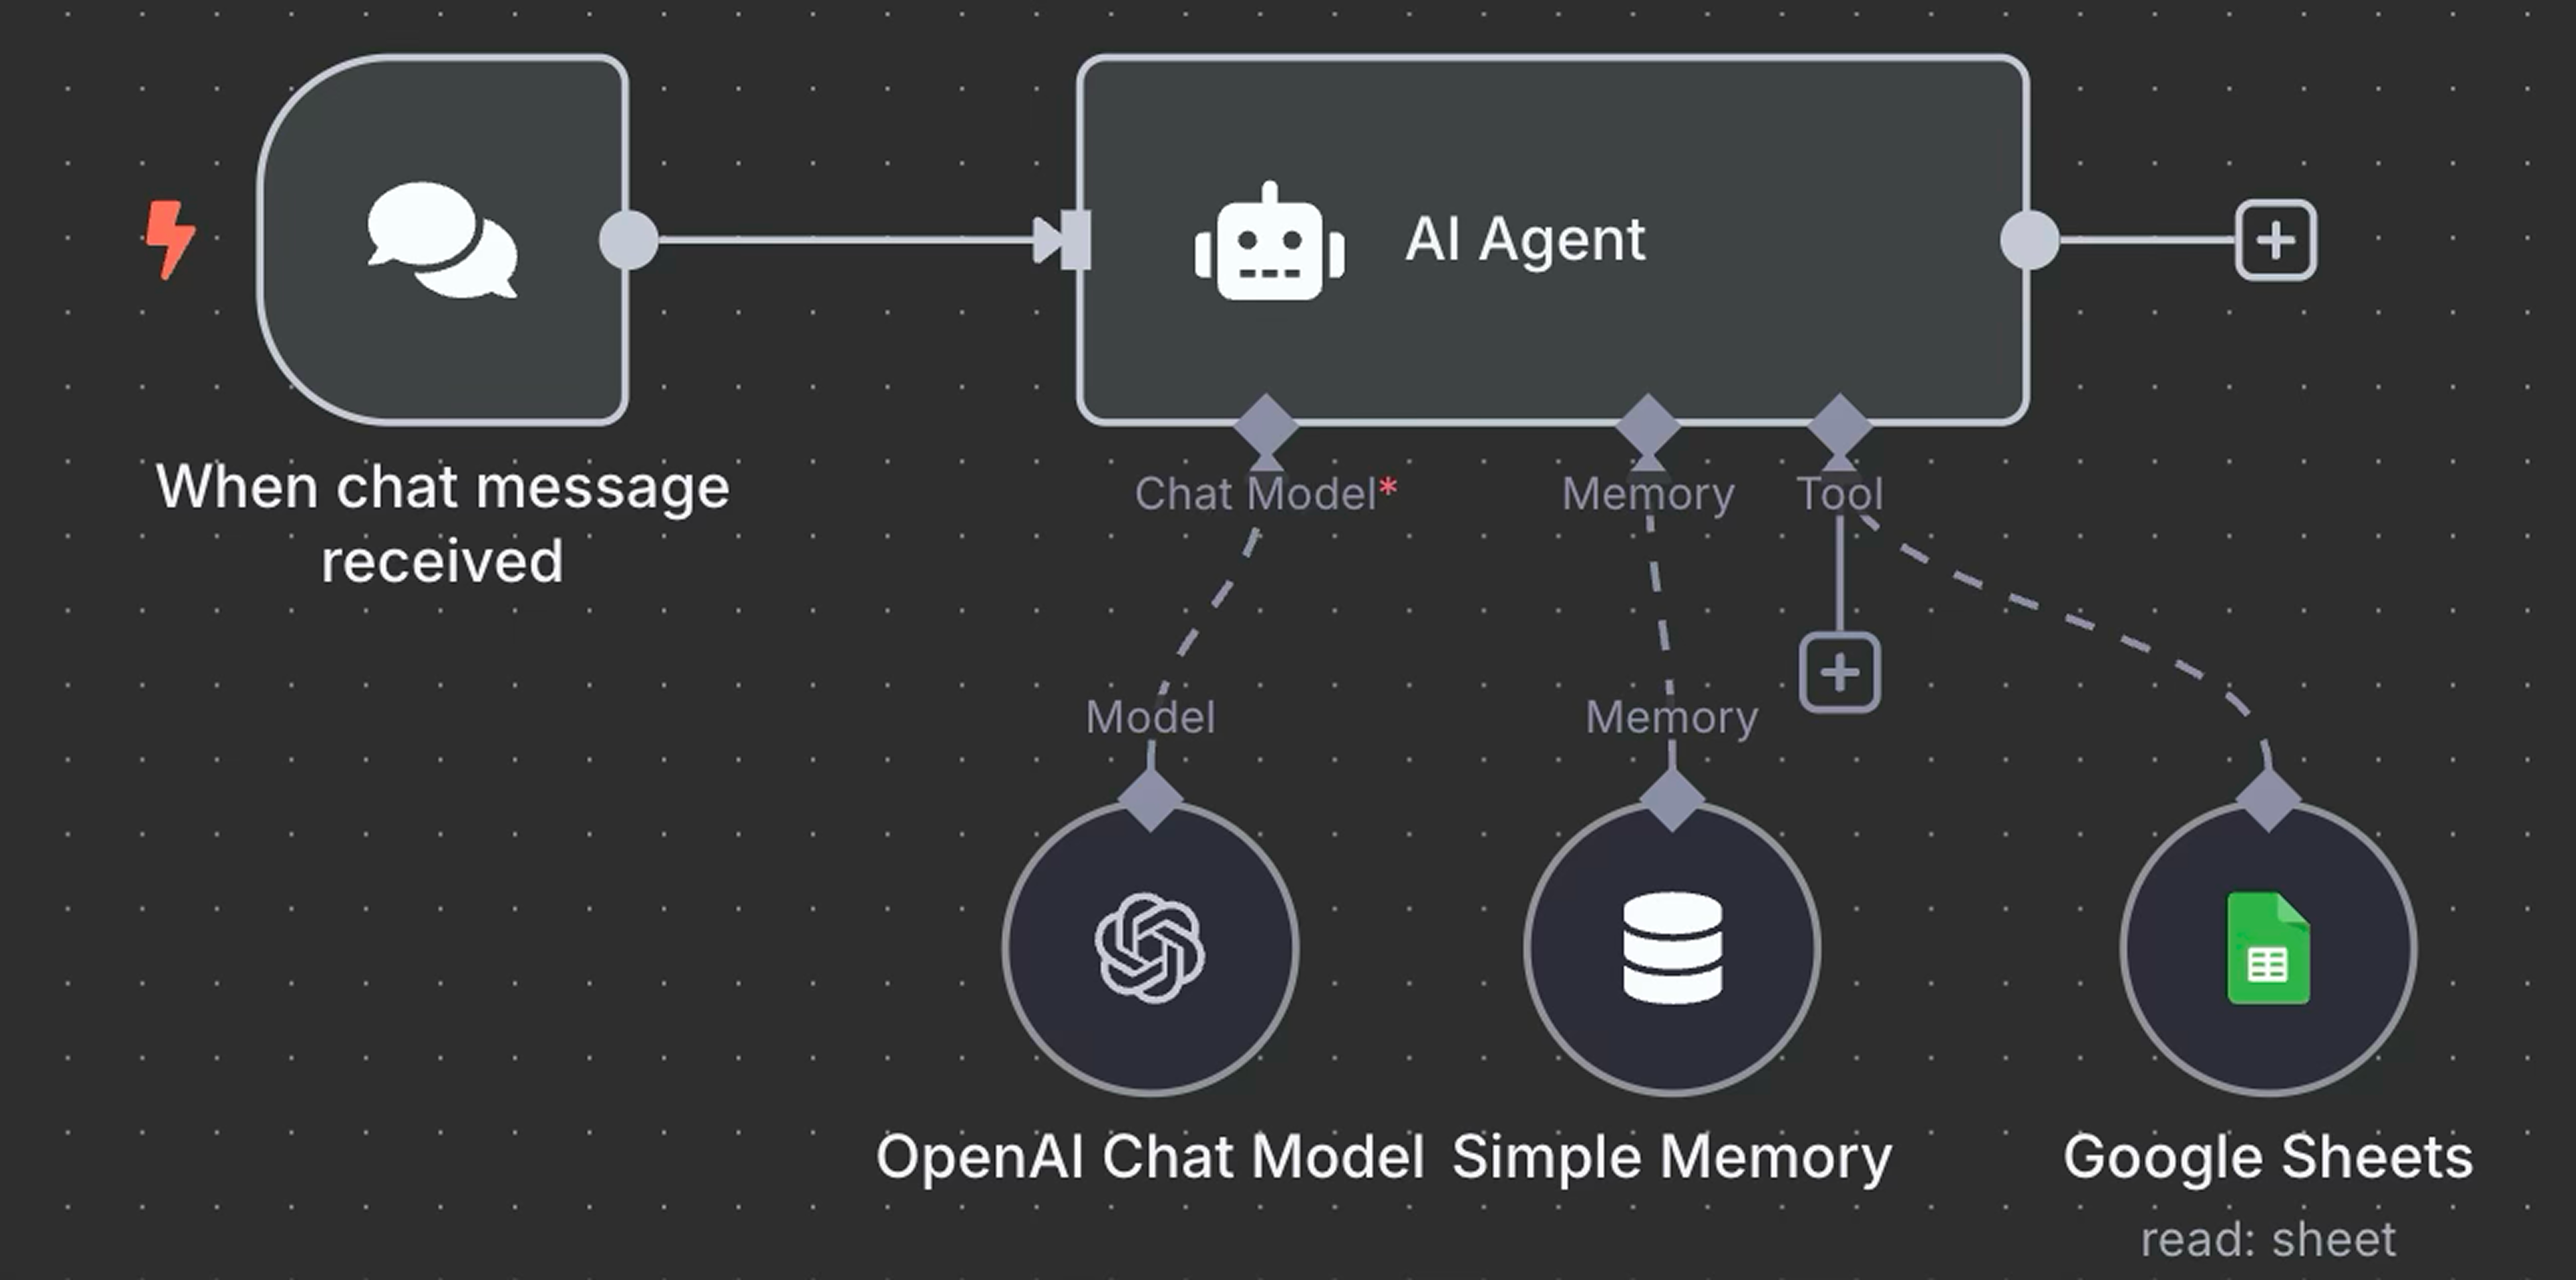 AI Agent
When chat message
received
Chat Model*
Memory
Tool
Model
Memory
OpenAI Chat Model
Simple Memory
Google Sheets
read: sheet